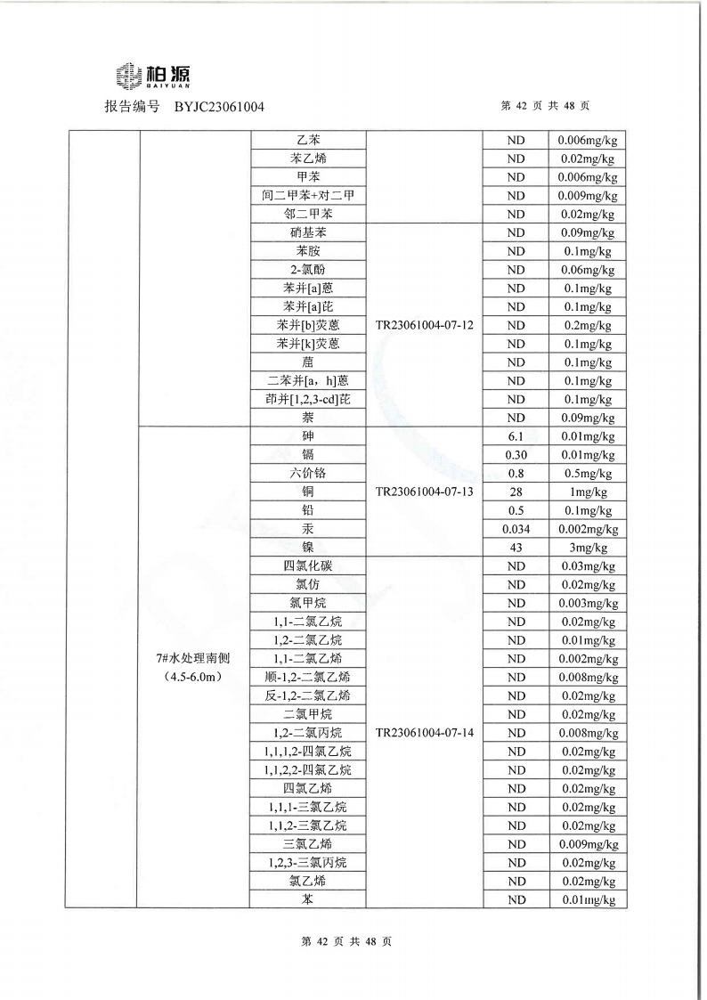 柏源
BAIYUAN
报告编号 BYJC23061004
第 42 页 共 48 页
乙苯 ND 0.006mg/kg
苯乙烯 ND 0.02mg/kg
甲苯 ND 0.006mg/kg
间二甲苯+对二甲 ND 0.009mg/kg
邻二甲苯 ND 0.02mg/kg
硝基苯 ND 0.09mg/kg
苯胺 ND 0.1mg/kg
2-氯酚 ND 0.06mg/kg
苯并[a]蒽 ND 0.1mg/kg
苯并[a]芘 ND 0.1mg/kg
苯并[b]荧蒽 TR23061004-07-12 ND 0.2mg/kg
苯并[k]荧蒽 ND 0.1mg/kg
䓛 ND 0.1mg/kg
二苯并[a，h]蒽 ND 0.1mg/kg
茚并[1,2,3-cd]芘 ND 0.1mg/kg
萘 ND 0.09mg/kg
砷 6.1 0.01mg/kg
镉 0.30 0.01mg/kg
六价铬 0.8 0.5mg/kg
铜 TR23061004-07-13 28 1mg/kg
铅 0.5 0.1mg/kg
汞 0.034 0.002mg/kg
镍 43 3mg/kg
四氯化碳 ND 0.03mg/kg
氯仿 ND 0.02mg/kg
氯甲烷 ND 0.003mg/kg
1,1-二氯乙烷 ND 0.02mg/kg
1,2-二氯乙烷 ND 0.01mg/kg
7#水处理南侧 1,1-二氯乙烯 ND 0.002mg/kg
（4.5-6.0m） 顺-1,2-二氯乙烯 ND 0.008mg/kg
反-1,2-二氯乙烯 ND 0.02mg/kg
二氯甲烷 ND 0.02mg/kg
1,2-二氯丙烷 TR23061004-07-14 ND 0.008mg/kg
1,1,1,2-四氯乙烷 ND 0.02mg/kg
1,1,2,2-四氯乙烷 ND 0.02mg/kg
四氯乙烯 ND 0.02mg/kg
1,1,1-三氯乙烷 ND 0.02mg/kg
1,1,2-三氯乙烷 ND 0.02mg/kg
三氯乙烯 ND 0.009mg/kg
1,2,3-三氯丙烷 ND 0.02mg/kg
氯乙烯 ND 0.02mg/kg
苯 ND 0.01mg/kg
第 42 页 共 48 页